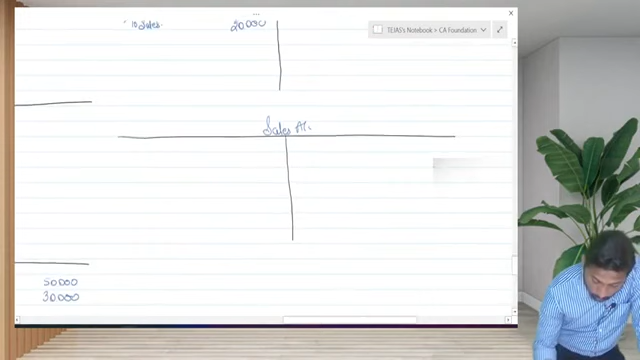 " to Sales. 20000
TEJAS's Notebook > CA Foundation
Sales A/c
50000
30000